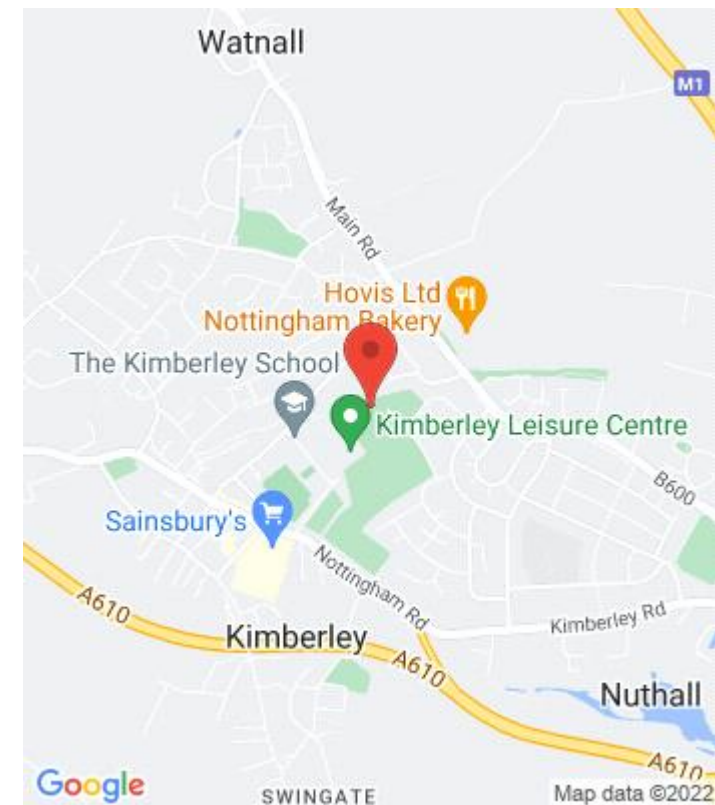 Watnall
M1
Main Rd
Hovis Ltd
Nottingham Bakery
The Kimberley School
Kimberley Leisure Centre
B600
Sainsbury's
Nottingham Rd
A610
Kimberley Rd
Kimberley
A610
Nuthall
A610
Google
SWINGATE
Map data ©2022